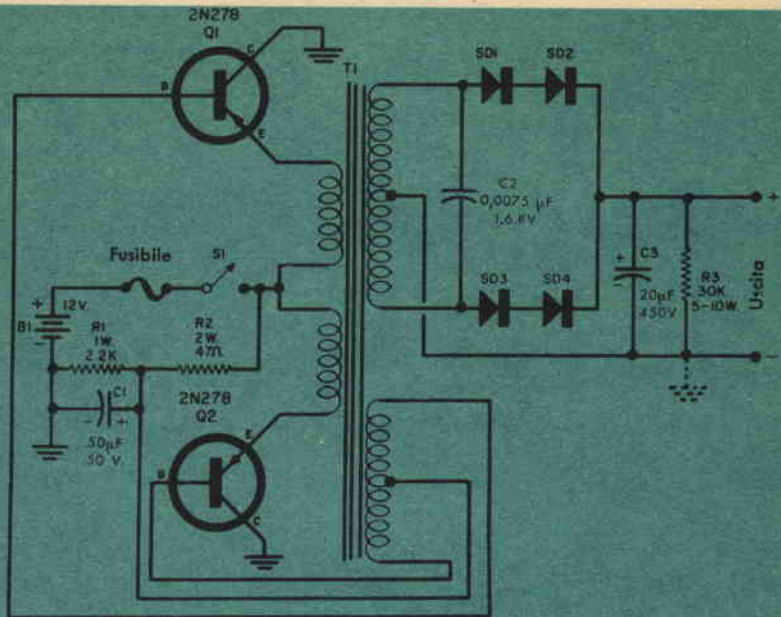 2N278
Q1
C
B
E
T1
SD1
SD2
C2
0,0075 µF
1,6 KV
+
C3
+
-
20µF
450V
R3
30K
5-10W.
Uscita
-
SD3
SD4
Fusibile
S1
+
12V.
B1
-
R1
1W.
2.2K
R2
2W.
47Ω.
C1
-
+
50µF
50 V.
2N278
Q2
E
B
C